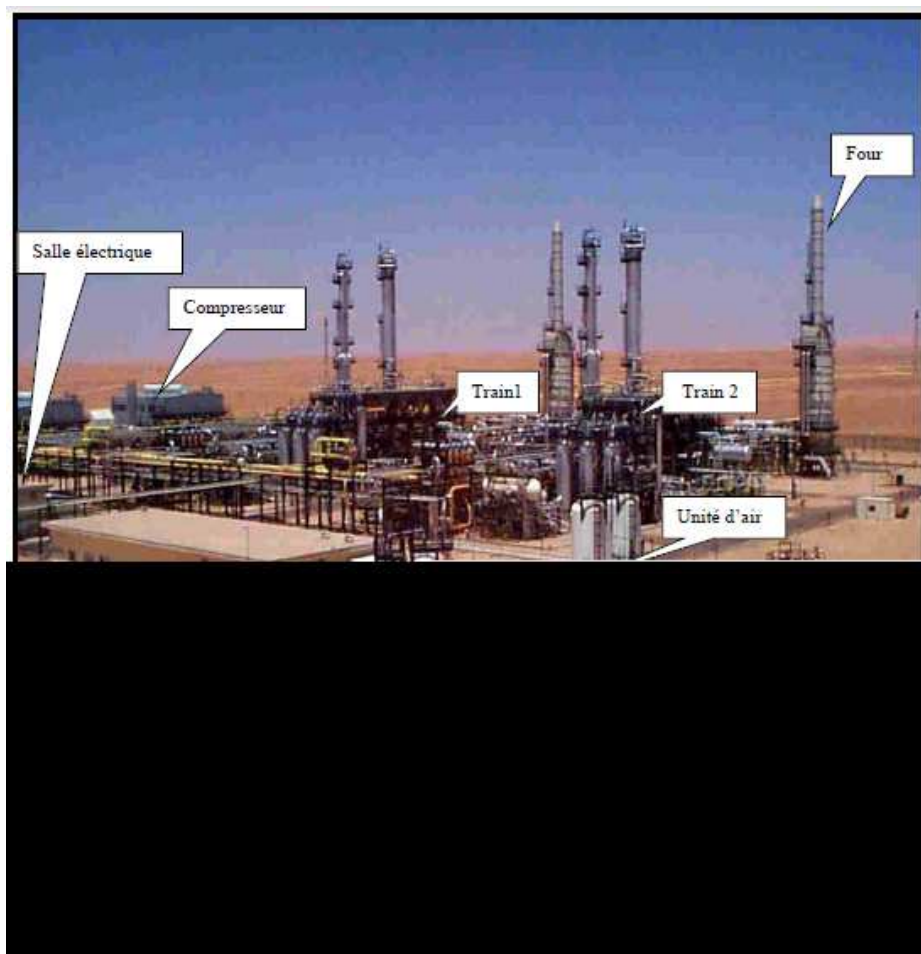 Four
Salle électrique
Compresseur
Train1
Train 2
Unité d'air